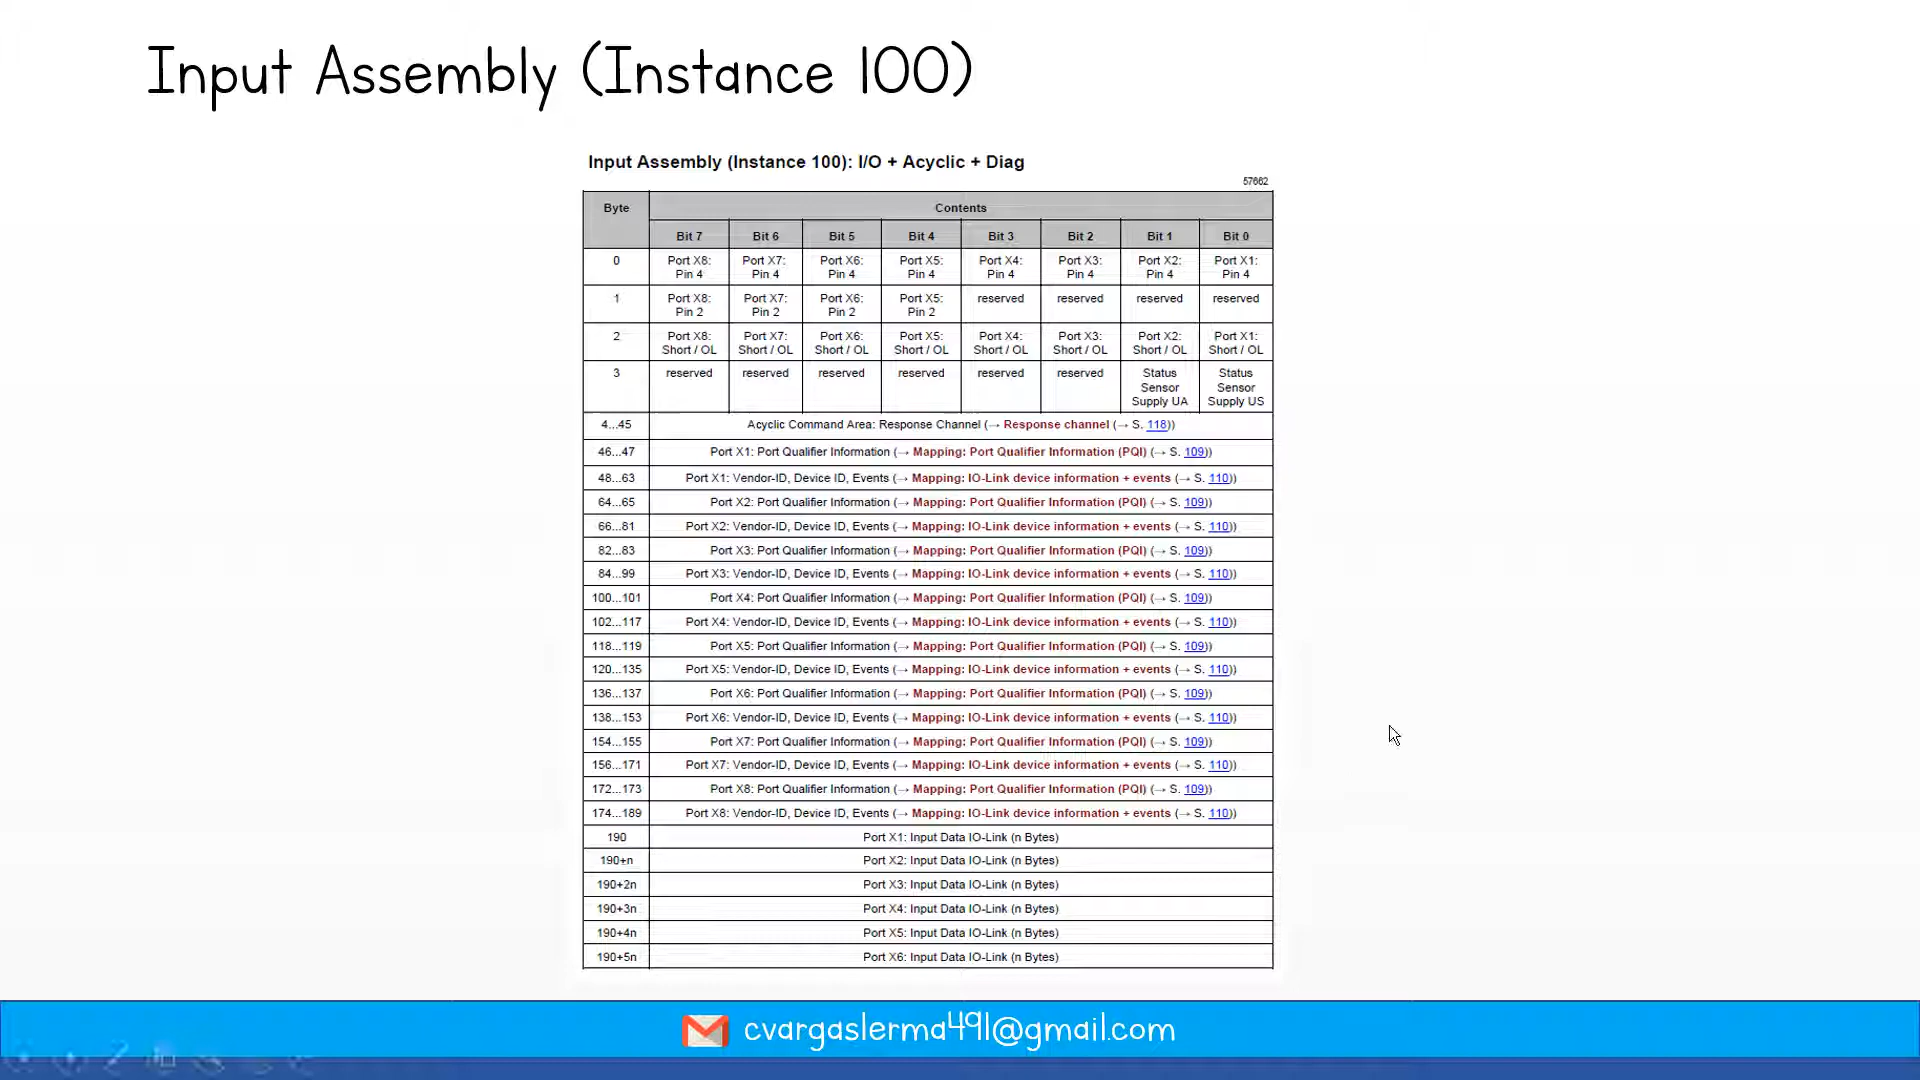 Input Assembly (Instance 100)
Input Assembly (Instance 100): I/O + Acyclic + Diag
57662
Byte Contents
Bit 7 Bit 6 Bit 5 Bit 4 Bit 3 Bit 2 Bit 1 Bit 0
0 Port X8: Pin 4 Port X7: Pin 4 Port X6: Pin 4 Port X5: Pin 4 Port X4: Pin 4 Port X3: Pin 4 Port X2: Pin 4 Port X1: Pin 4
1 Port X8: Pin 2 Port X7: Pin 2 Port X6: Pin 2 Port X5: Pin 2 reserved reserved reserved reserved
2 Port X8: Short / OL Port X7: Short / OL Port X6: Short / OL Port X5: Short / OL Port X4: Short / OL Port X3: Short / OL Port X2: Short / OL Port X1: Short / OL
3 reserved reserved reserved reserved reserved reserved Status Sensor Supply UA Status Sensor Supply US
4...45 Acyclic Command Area: Response Channel (→ Response channel (→ S. 118))
46...47 Port X1: Port Qualifier Information (→ Mapping: Port Qualifier Information (PQI) (→ S. 109))
48...63 Port X1: Vendor-ID, Device ID, Events (→ Mapping: IO-Link device information + events (→ S. 110))
64...65 Port X2: Port Qualifier Information (→ Mapping: Port Qualifier Information (PQI) (→ S. 109))
66...81 Port X2: Vendor-ID, Device ID, Events (→ Mapping: IO-Link device information + events (→ S. 110))
82...83 Port X3: Port Qualifier Information (→ Mapping: Port Qualifier Information (PQI) (→ S. 109))
84...99 Port X3: Vendor-ID, Device ID, Events (→ Mapping: IO-Link device information + events (→ S. 110))
100...101 Port X4: Port Qualifier Information (→ Mapping: Port Qualifier Information (PQI) (→ S. 109))
102...117 Port X4: Vendor-ID, Device ID, Events (→ Mapping: IO-Link device information + events (→ S. 110))
118...119 Port X5: Port Qualifier Information (→ Mapping: Port Qualifier Information (PQI) (→ S. 109))
120...135 Port X5: Vendor-ID, Device ID, Events (→ Mapping: IO-Link device information + events (→ S. 110))
136...137 Port X6: Port Qualifier Information (→ Mapping: Port Qualifier Information (PQI) (→ S. 109))
138...153 Port X6: Vendor-ID, Device ID, Events (→ Mapping: IO-Link device information + events (→ S. 110))
154...155 Port X7: Port Qualifier Information (→ Mapping: Port Qualifier Information (PQI) (→ S. 109))
156...171 Port X7: Vendor-ID, Device ID, Events (→ Mapping: IO-Link device information + events (→ S. 110))
172...173 Port X8: Port Qualifier Information (→ Mapping: Port Qualifier Information (PQI) (→ S. 109))
174...189 Port X8: Vendor-ID, Device ID, Events (→ Mapping: IO-Link device information + events (→ S. 110))
190 Port X1: Input Data IO-Link (n Bytes)
190+n Port X2: Input Data IO-Link (n Bytes)
190+2n Port X3: Input Data IO-Link (n Bytes)
190+3n Port X4: Input Data IO-Link (n Bytes)
190+4n Port X5: Input Data IO-Link (n Bytes)
190+5n Port X6: Input Data IO-Link (n Bytes)
cvargaslerma491@gmail.com